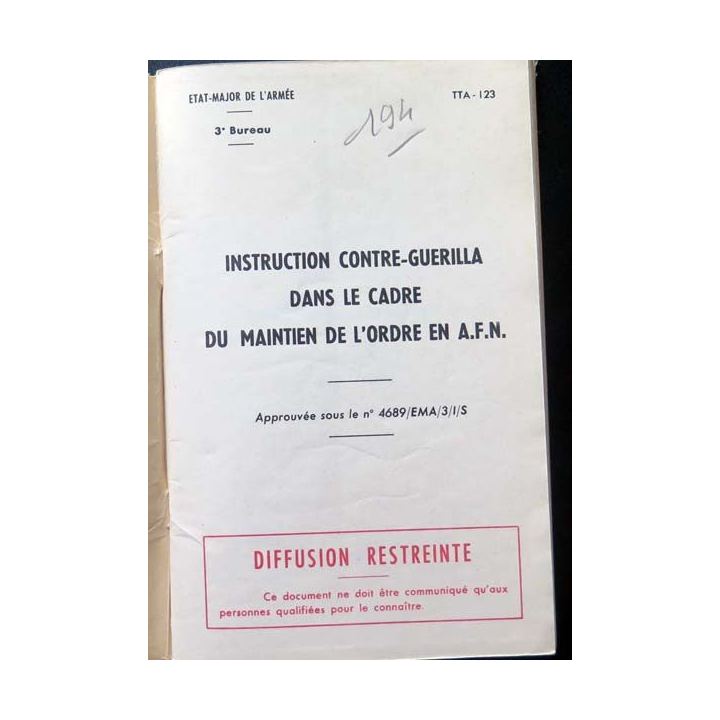 ETAT-MAJOR DE L'ARMÉE
TTA - 123
3e Bureau
194
INSTRUCTION CONTRE-GUERILLA
DANS LE CADRE
DU MAINTIEN DE L'ORDRE EN A.F.N.
Approuvée sous le n° 4689/EMA/3/I/S
DIFFUSION RESTREINTE
Ce document ne doit être communiqué qu'aux
personnes qualifiées pour le connaître.